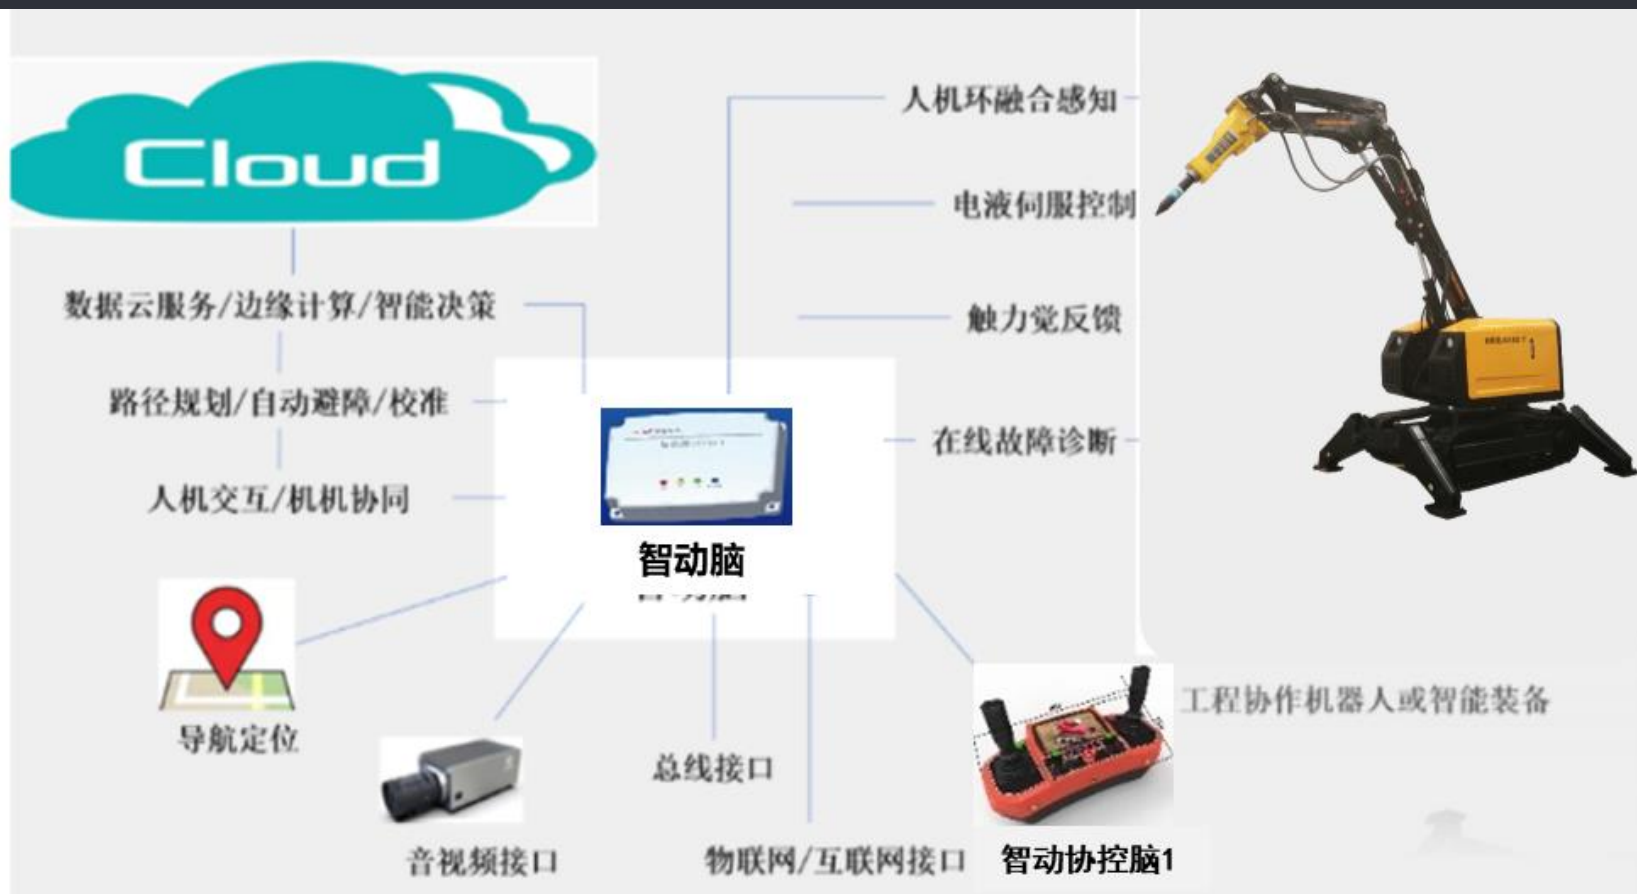 Cloud
人机环融合感知
电液伺服控制
数据云服务/边缘计算/智能决策
触力觉反馈
路径规划/自动避障/校准
在线故障诊断
人机交互/机机协同
智动脑
工程协作机器人或智能装备
导航定位
总线接口
音视频接口
物联网/互联网接口
智动协控脑1